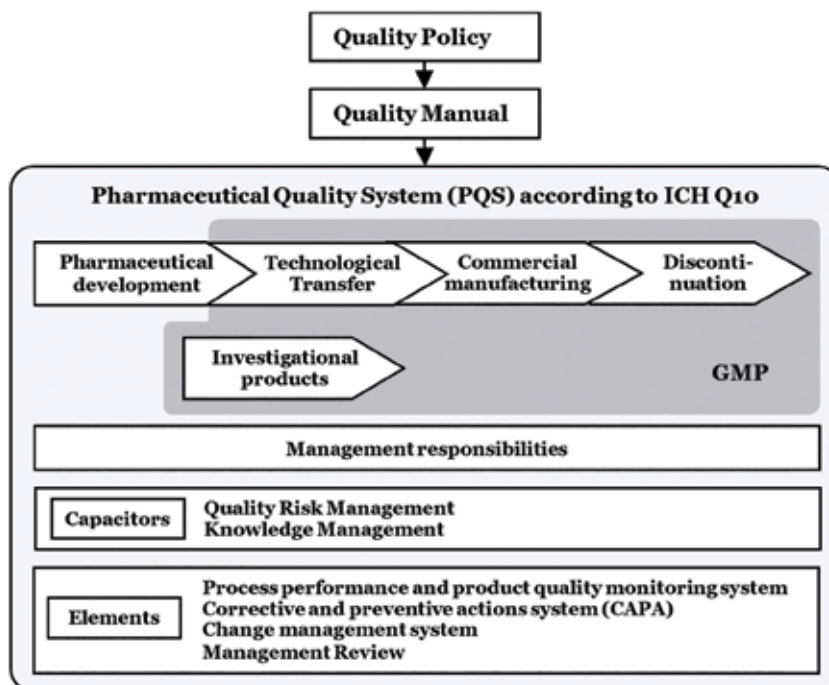 Quality Policy
Quality Manual
Pharmaceutical Quality System (PQS) according to ICH Q10
Pharmaceutical
development
Technological
Transfer
Commercial
manufacturing
Disconti-
nuation
Investigational
products
GMP
Management responsibilities
Capacitors
Quality Risk Management
Knowledge Management
Elements
Process performance and product quality monitoring system
Corrective and preventive actions system (CAPA)
Change management system
Management Review